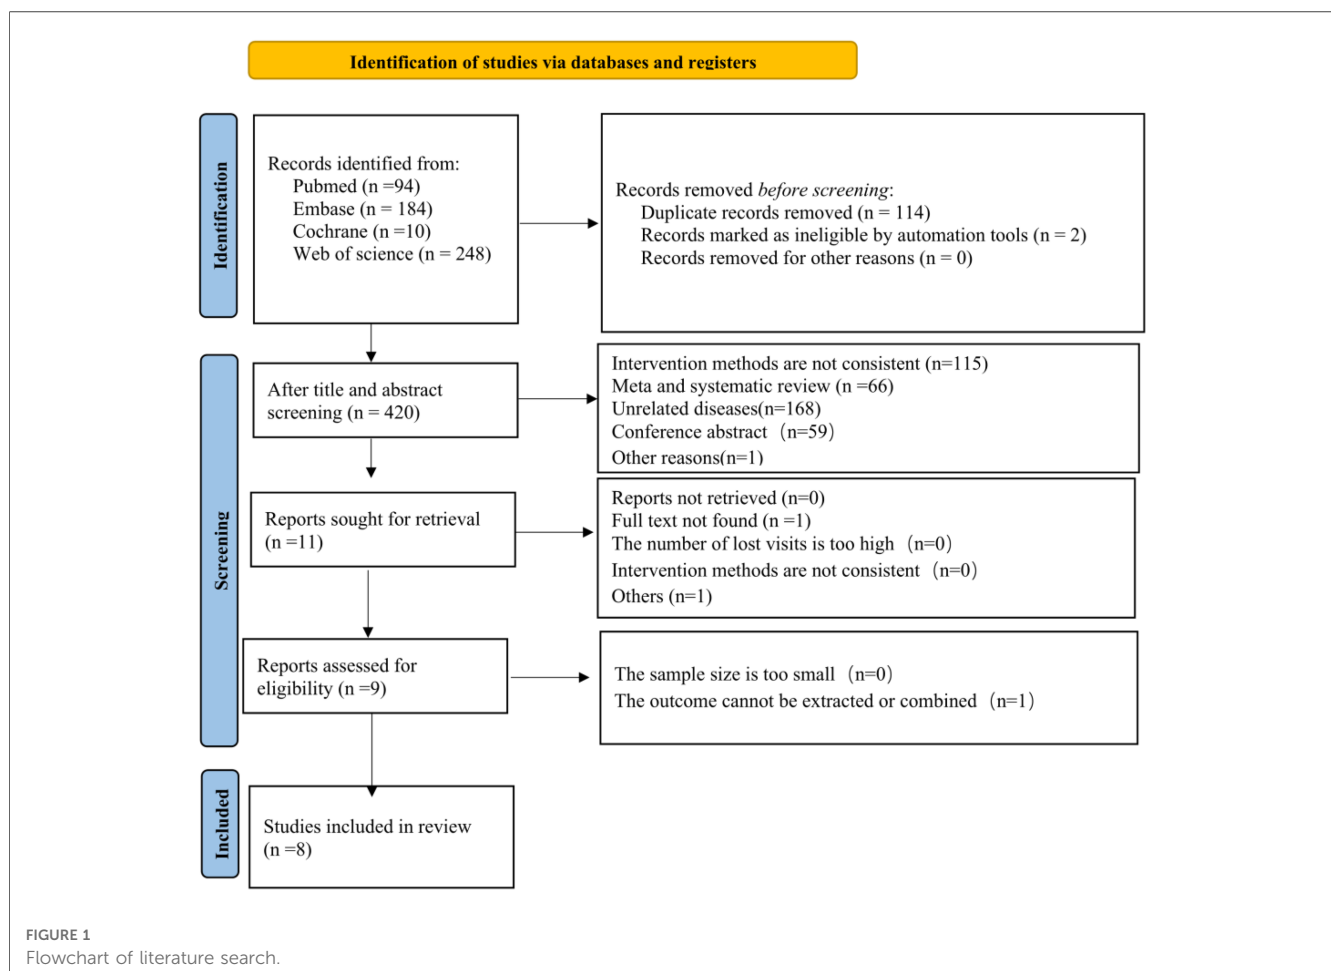 Identification of studies via databases and registers
Identification
Records identified from:
Pubmed (n =94)
Embase (n = 184)
Cochrane (n =10)
Web of science (n = 248)
Records removed before screening:
Duplicate records removed (n = 114)
Records marked as ineligible by automation tools (n = 2)
Records removed for other reasons (n = 0)
Screening
After title and abstract
screening (n = 420)
Intervention methods are not consistent (n=115)
Meta and systematic review (n =66)
Unrelated diseases(n=168)
Conference abstract（n=59）
Other reasons(n=1)
Reports sought for retrieval
(n =11)
Reports not retrieved (n=0)
Full text not found (n =1)
The number of lost visits is too high（n=0）
Intervention methods are not consistent（n=0）
Others (n=1)
Reports assessed for
eligibility (n =9)
The sample size is too small（n=0）
The outcome cannot be extracted or combined（n=1）
Included
Studies included in review
(n =8)
FIGURE 1
Flowchart of literature search.